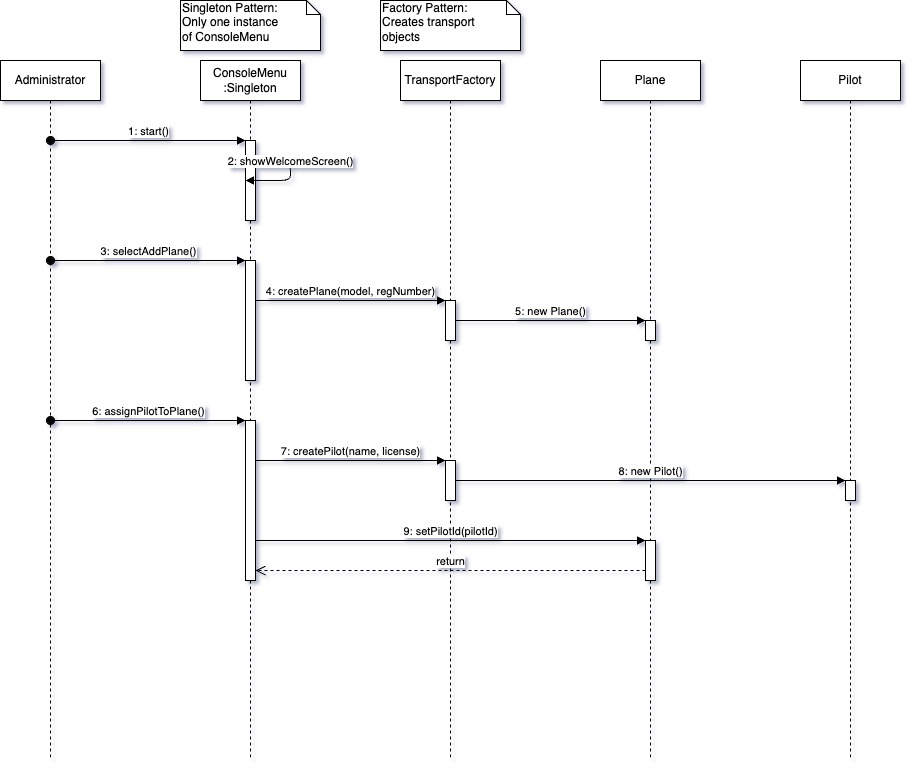 Singleton Pattern:
Only one instance
of ConsoleMenu
Factory Pattern:
Creates transport
objects
Administrator
ConsoleMenu
:Singleton
TransportFactory
Plane
Pilot
1: start()
2: showWelcomeScreen()
3: selectAddPlane()
4: createPlane(model, regNumber)
5: new Plane()
6: assignPilotToPlane()
7: createPilot(name, license)
8: new Pilot()
9: setPilotId(pilotId)
return